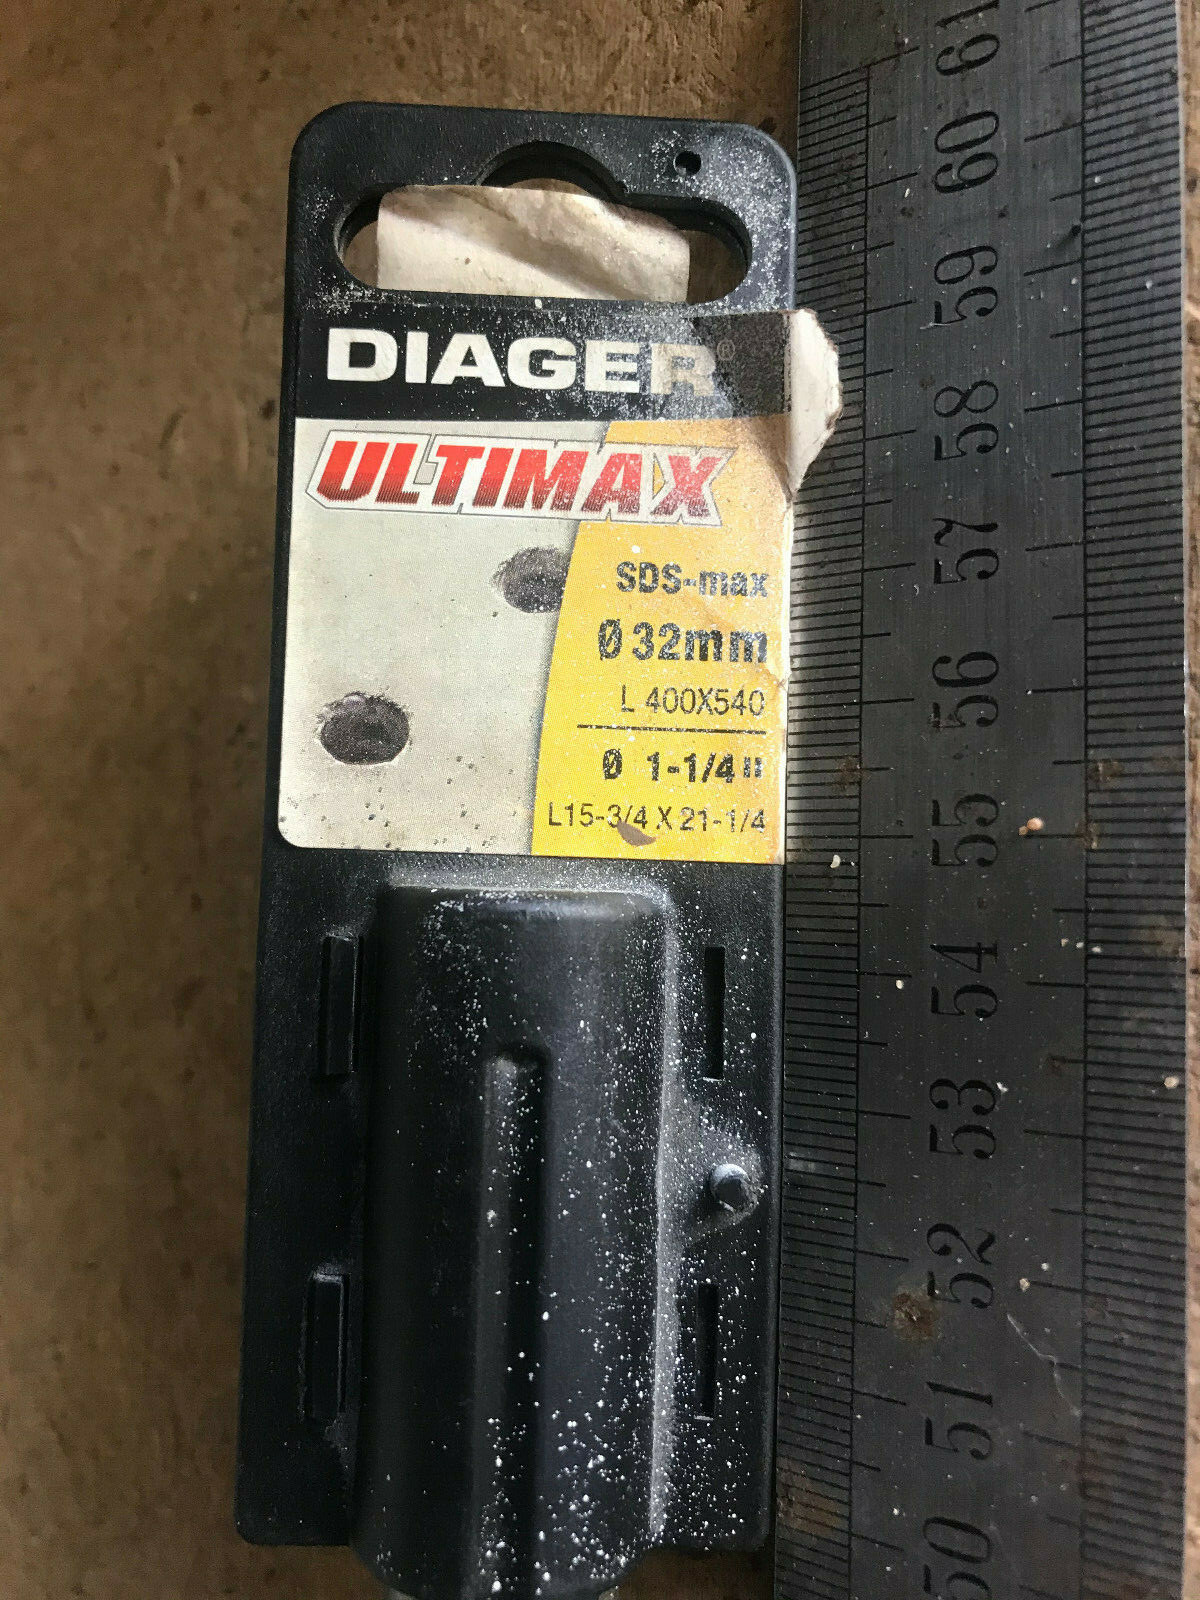 DIAGER®
ULTIMAX
SDS-max
Ø 32mm
L 400X540
Ø 1-1/4"
L15-3/4 X 21-1/4
61
60
59
58
57
56
55
54
53
52
51
50